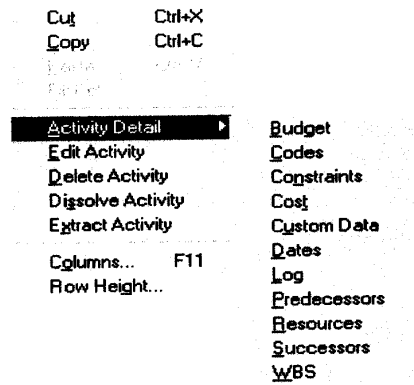 Cut Ctrl+X
Copy Ctrl+C
Activity Detail
Edit Activity
Delete Activity
Dissolve Activity
Extract Activity
Columns... F11
Row Height...
Budget
Codes
Constraints
Cost
Custom Data
Dates
Log
Predecessors
Resources
Successors
WBS